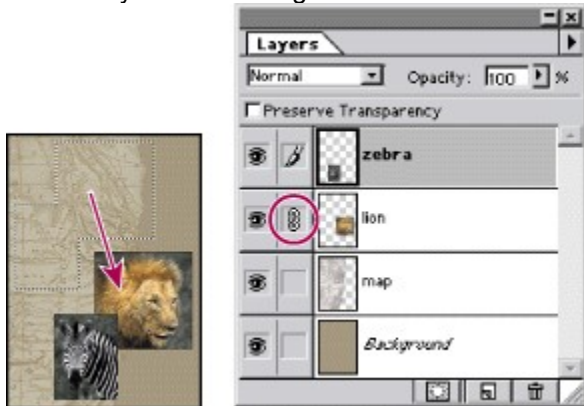 Layers
Normal Opacity: 100 %
Preserve Transparency
zebra
lion
map
Background